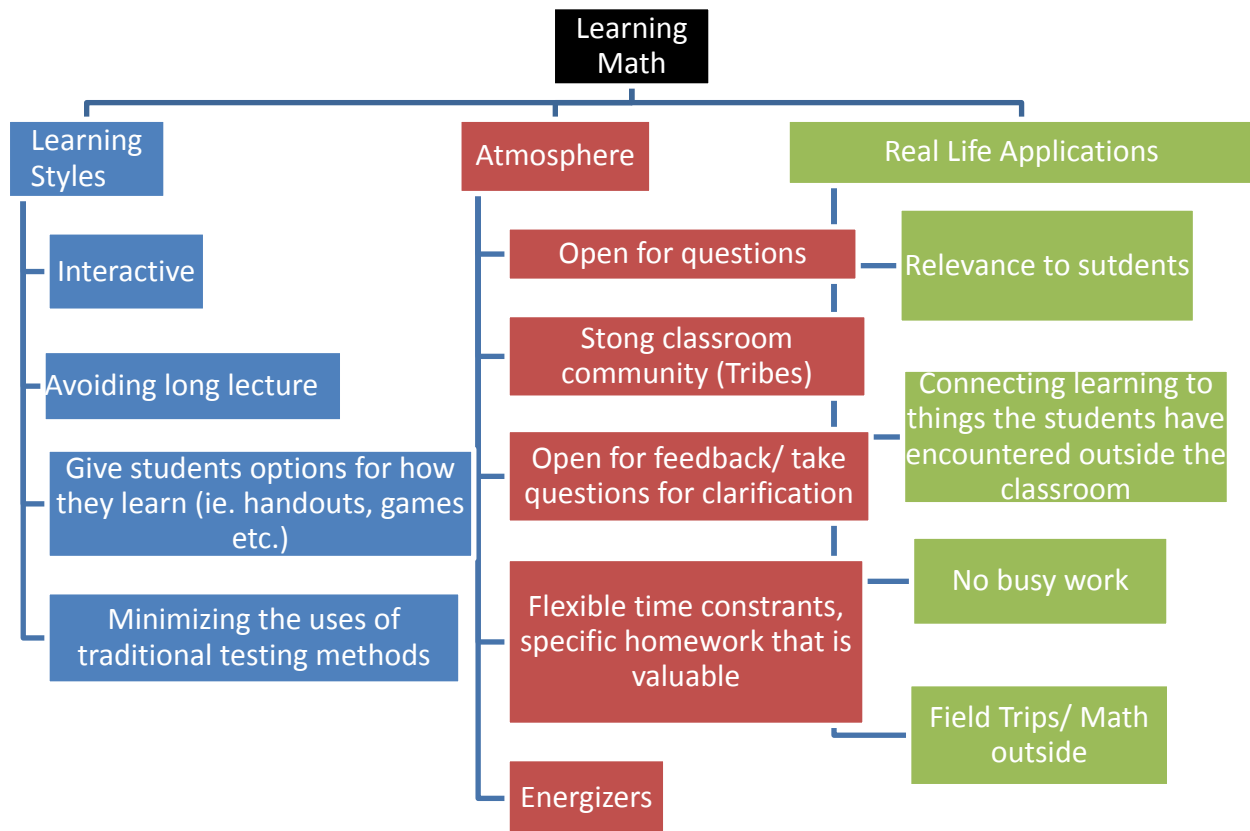 Learning
Math
Learning
Styles
Interactive
Avoiding long lecture
Give students options for how
they learn (ie. handouts, games
etc.)
Minimizing the uses of
traditional testing methods
Atmosphere
Open for questions
Stong classroom
community (Tribes)
Open for feedback/ take
questions for clarification
Flexible time constrants,
specific homework that is
valuable
Energizers
Real Life Applications
Relevance to sutdents
Connecting learning to
things the students have
encountered outside the
classroom
No busy work
Field Trips/ Math
outside